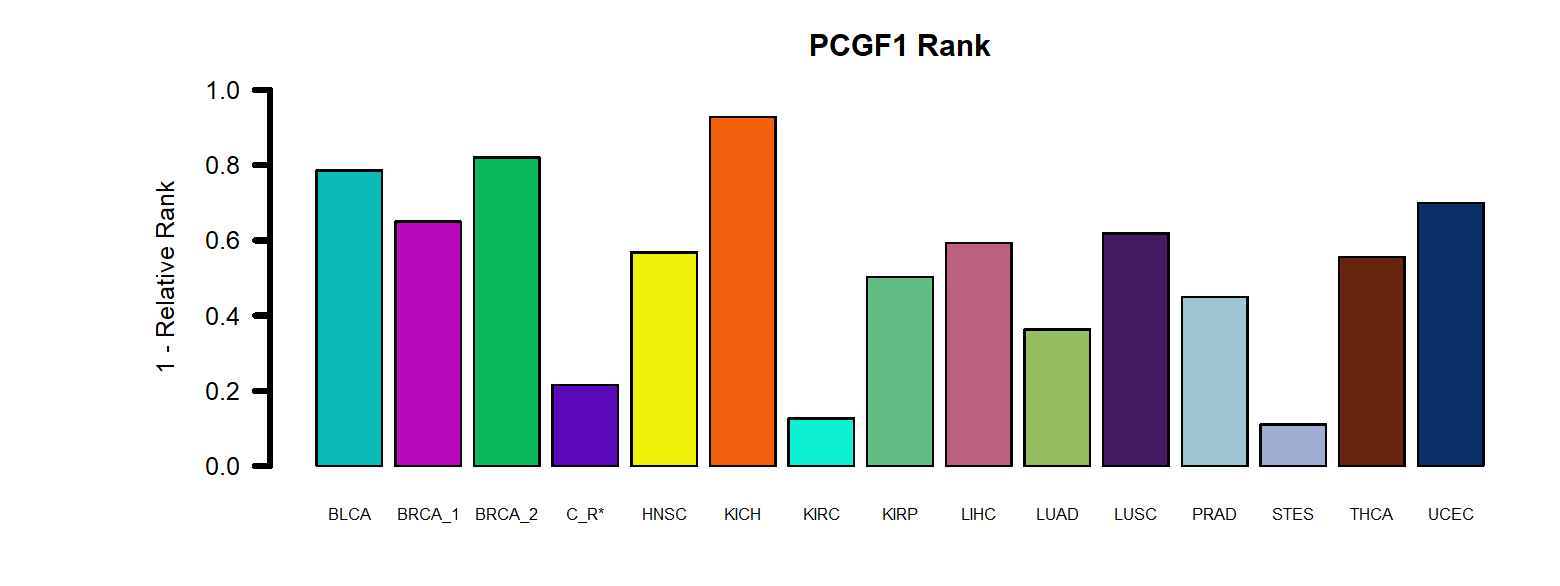 PCGF1 Rank
1 - Relative Rank
1.0
0.8
0.6
0.4
0.2
0.0
BLCA BRCA_1 BRCA_2 C_R* HNSC KICH KIRC KIRP LIHC LUAD LUSC PRAD STES THCA UCEC